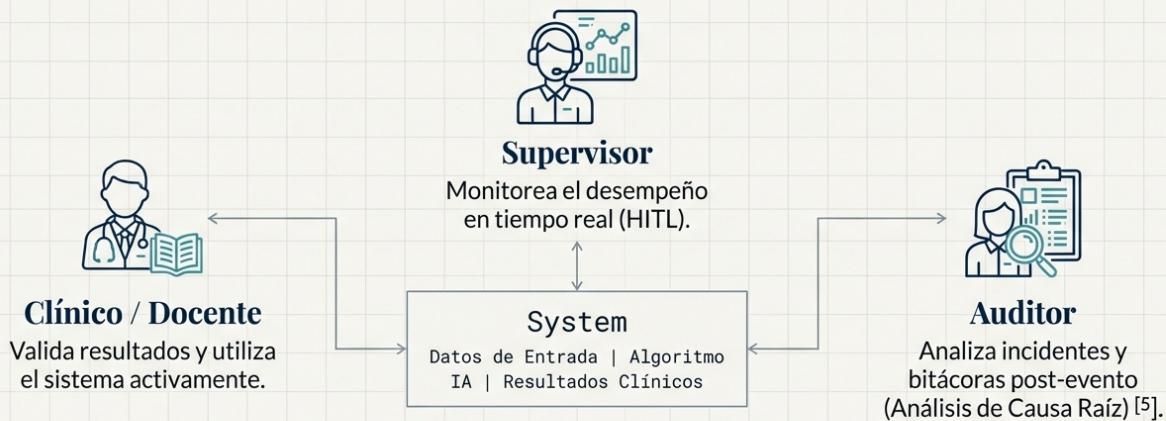 Supervisor
Monitorea el desempeño
en tiempo real (HITL).
Clínico / Docente
Valida resultados y utiliza
el sistema activamente.
System
Datos de Entrada | Algoritmo
IA | Resultados Clínicos
Auditor
Analiza incidentes y
bitácoras post-evento
(Análisis de Causa Raíz) [5].